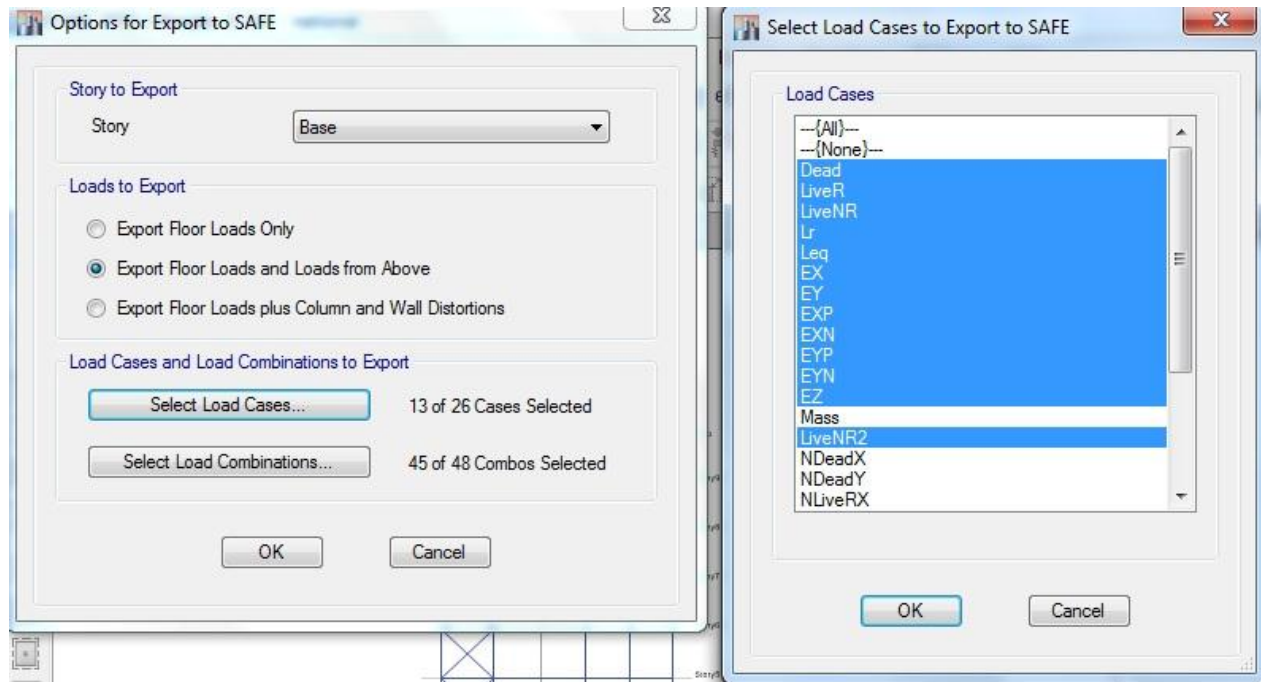 Options for Export to SAFE
Story to Export
Story
Base
Loads to Export
Export Floor Loads Only
Export Floor Loads and Loads from Above
Export Floor Loads plus Column and Wall Distortions
Load Cases and Load Combinations to Export
Select Load Cases...
13 of 26 Cases Selected
Select Load Combinations...
45 of 48 Combos Selected
OK
Cancel
Select Load Cases to Export to SAFE
Load Cases
---{All}---
---{None}---
Dead
LiveR
LiveNR
Lr
Leq
EX
EY
EXP
EXN
EYP
EYN
EZ
Mass
LiveNR2
NDeadX
NDeadY
NLiveRX
OK
Cancel